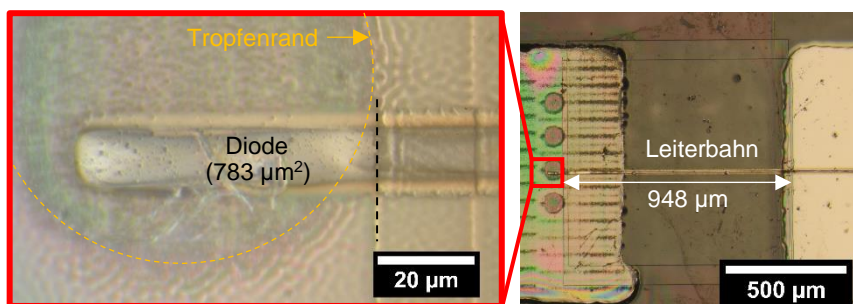 Tropfenrand
Diode
(783 µm²)
20 µm
Leiterbahn
948 µm
500 µm